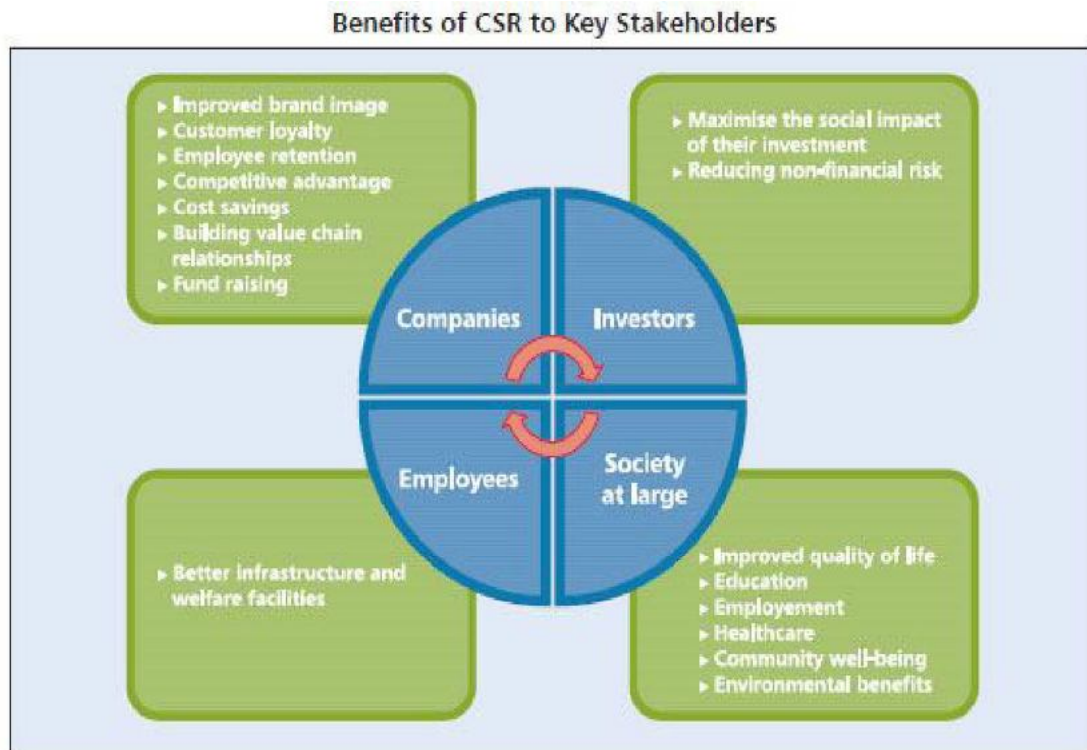 Benefits of CSR to Key Stakeholders
▸ Improved brand image
▸ Customer loyalty
▸ Employee retention
▸ Competitive advantage
▸ Cost savings
▸ Building value chain
relationships
▸ Fund raising
▸ Maximise the social impact
of their investment
▸ Reducing non-financial risk
Companies
Investors
Employees
Society
at large
▸ Better infrastructure and
welfare facilities
▸ Improved quality of life
▸ Education
▸ Employement
▸ Healthcare
▸ Community well-being
▸ Environmental benefits